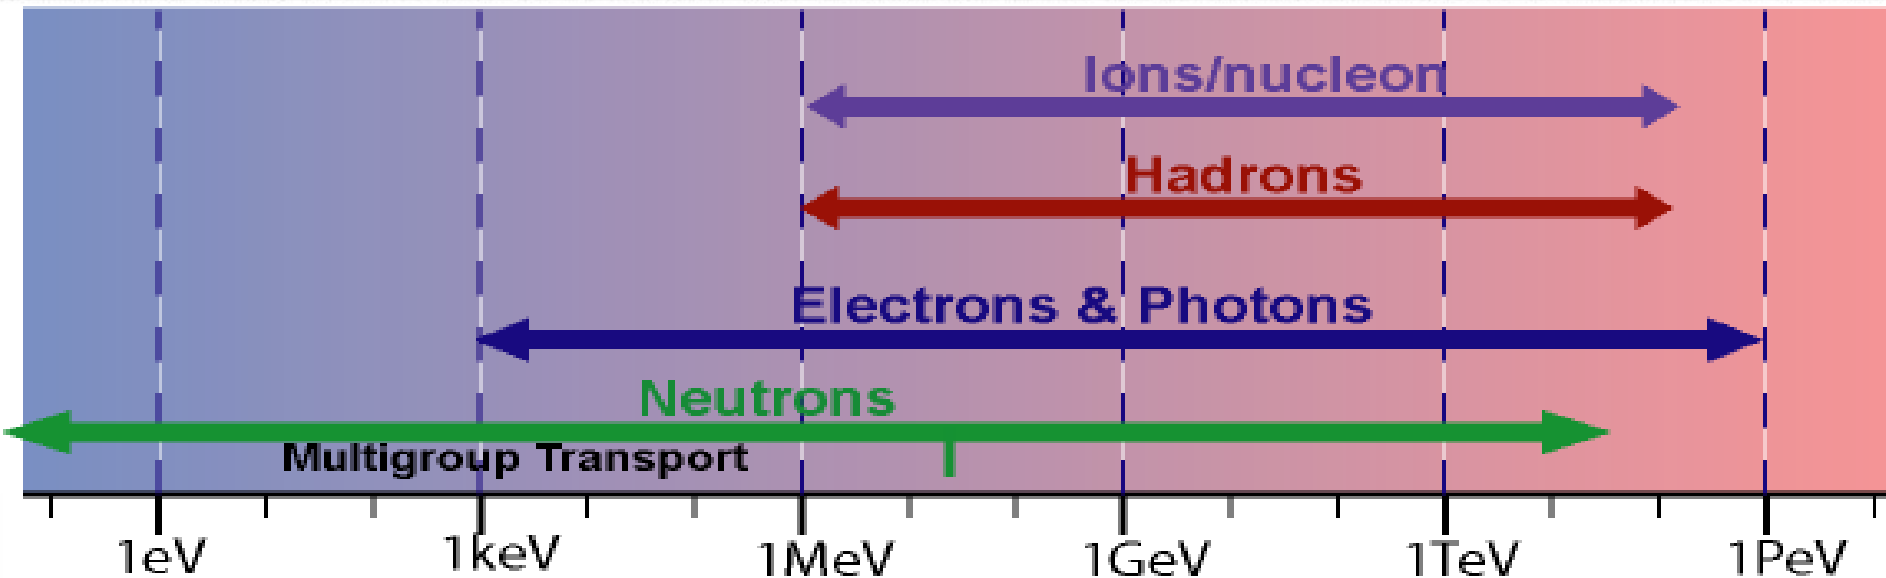 Ions/nucleon
Hadrons
Electrons & Photons
Neutrons
Multigroup Transport
1eV 1keV 1MeV 1GeV 1TeV 1PeV